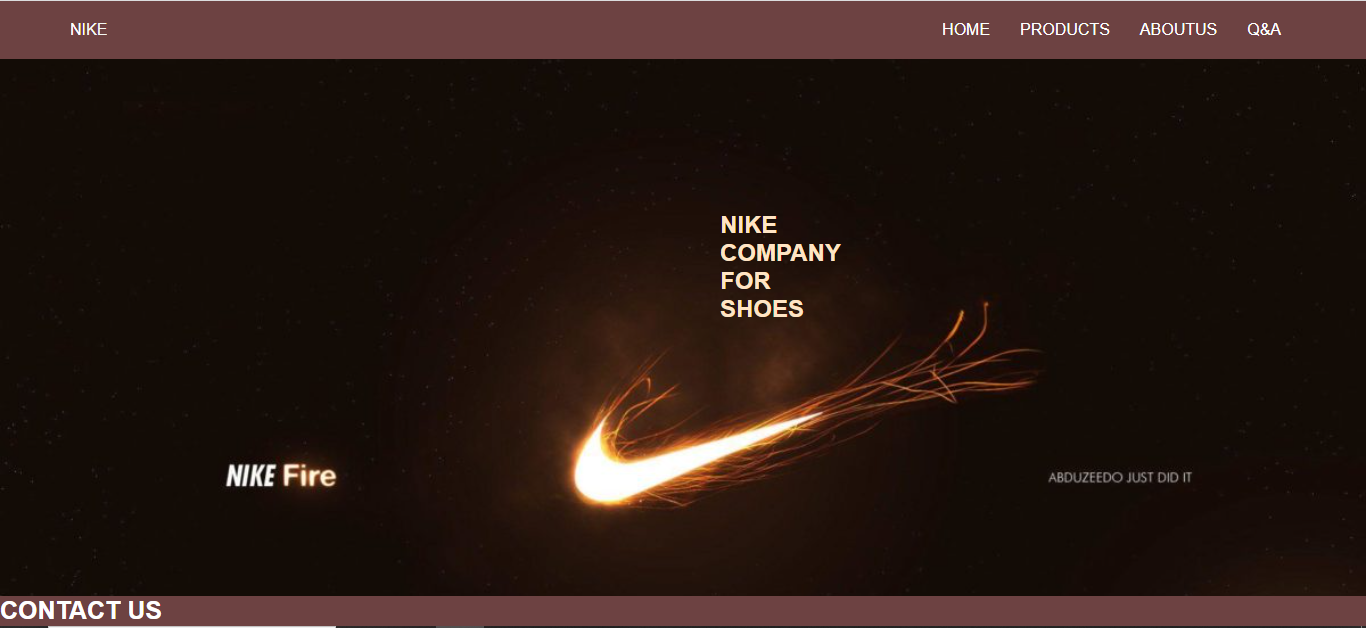 NIKE
HOME PRODUCTS ABOUTUS Q&A
NIKE
COMPANY
FOR
SHOES
NIKE Fire
ABDUZEEDO JUST DID IT
CONTACT US